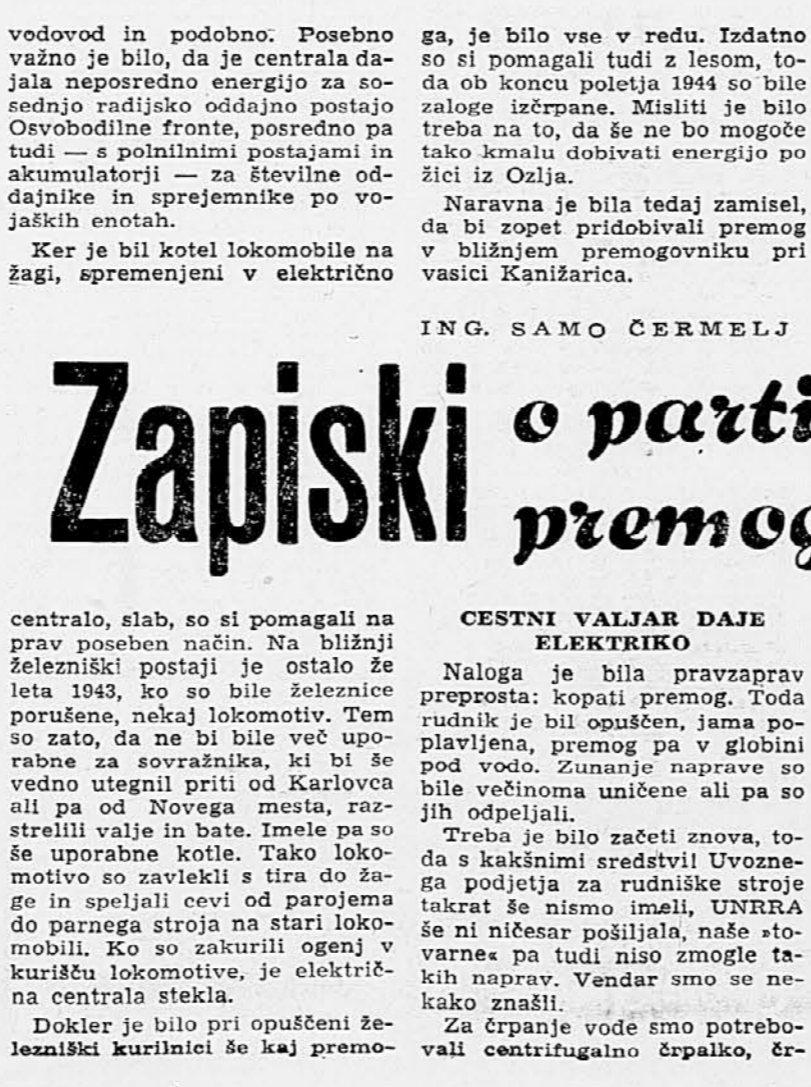 vodovod in podobno. Posebno
važno je bilo, da je centrala da-
jala neposredno energijo za so-
sednjo radijsko oddajno postajo
Osvobodilne fronte, posredno pa
tudi — s polnilnimi postajami in
akumulatorji — za številne od-
dajnike in sprejemnike po vo-
jaških enotah.
Ker je bil kotel lokomobile na
žagi, spremenjeni v električno
ga, je bilo vse v redu. Izdatno
so si pomagali tudi z lesom, to-
da ob koncu poletja 1944 so bile
zaloge izčrpane. Misliti je bilo
treba na to, da še ne bo mogoče
tako kmalu dobivati energijo po
žici iz Ozlja.
Naravna je bila tedaj zamisel,
da bi zopet pridobivali premog
v bližnjem premogovniku pri
vasici Kanižarica.
ING. SAMO ČERMELJ
Zapiski
o parti
premog
centralo, slab, so si pomagali na
prav poseben način. Na bližnji
železniški postaji je ostalo že
leta 1943, ko so bile železnice
porušene, nekaj lokomotiv. Tem
so zato, da ne bi bile več upo-
rabne za sovražnika, ki bi še
vedno utegnil priti od Karlovca
ali pa od Novega mesta, raz-
strelili valje in bate. Imele pa so
še uporabne kotle. Tako loko-
motivo so zavlekli s tira do ža-
ge in speljali cevi od parojema
do parnega stroja na stari loko-
mobili. Ko so zakurili ogenj v
kurišču lokomotive, je električ-
na centrala stekla.
Dokler je bilo pri opuščeni že-
lezniški kurilnici še kaj premo-
CESTNI VALJAR DAJE
ELEKTRIKO
Naloga je bila pravzaprav
preprosta: kopati premog. Toda
rudnik je bil opuščen, jama po-
plavljena, premog pa v globini
pod vodo. Zunanje naprave so
bile večinoma uničene ali pa so
jih odpeljali.
Treba je bilo začeti znova, to-
da s kakšnimi sredstvi! Uvozne-
ga podjetja za rudniške stroje
takrat še nismo imeli, UNRRA
še ni ničesar pošiljala, naše »to-
varne« pa tudi niso zmogle ta-
kih naprav. Vendar smo se ne-
kako znašli.
Za črpanje vode smo potrebo-
vali centrifugalno črpalko, čr-